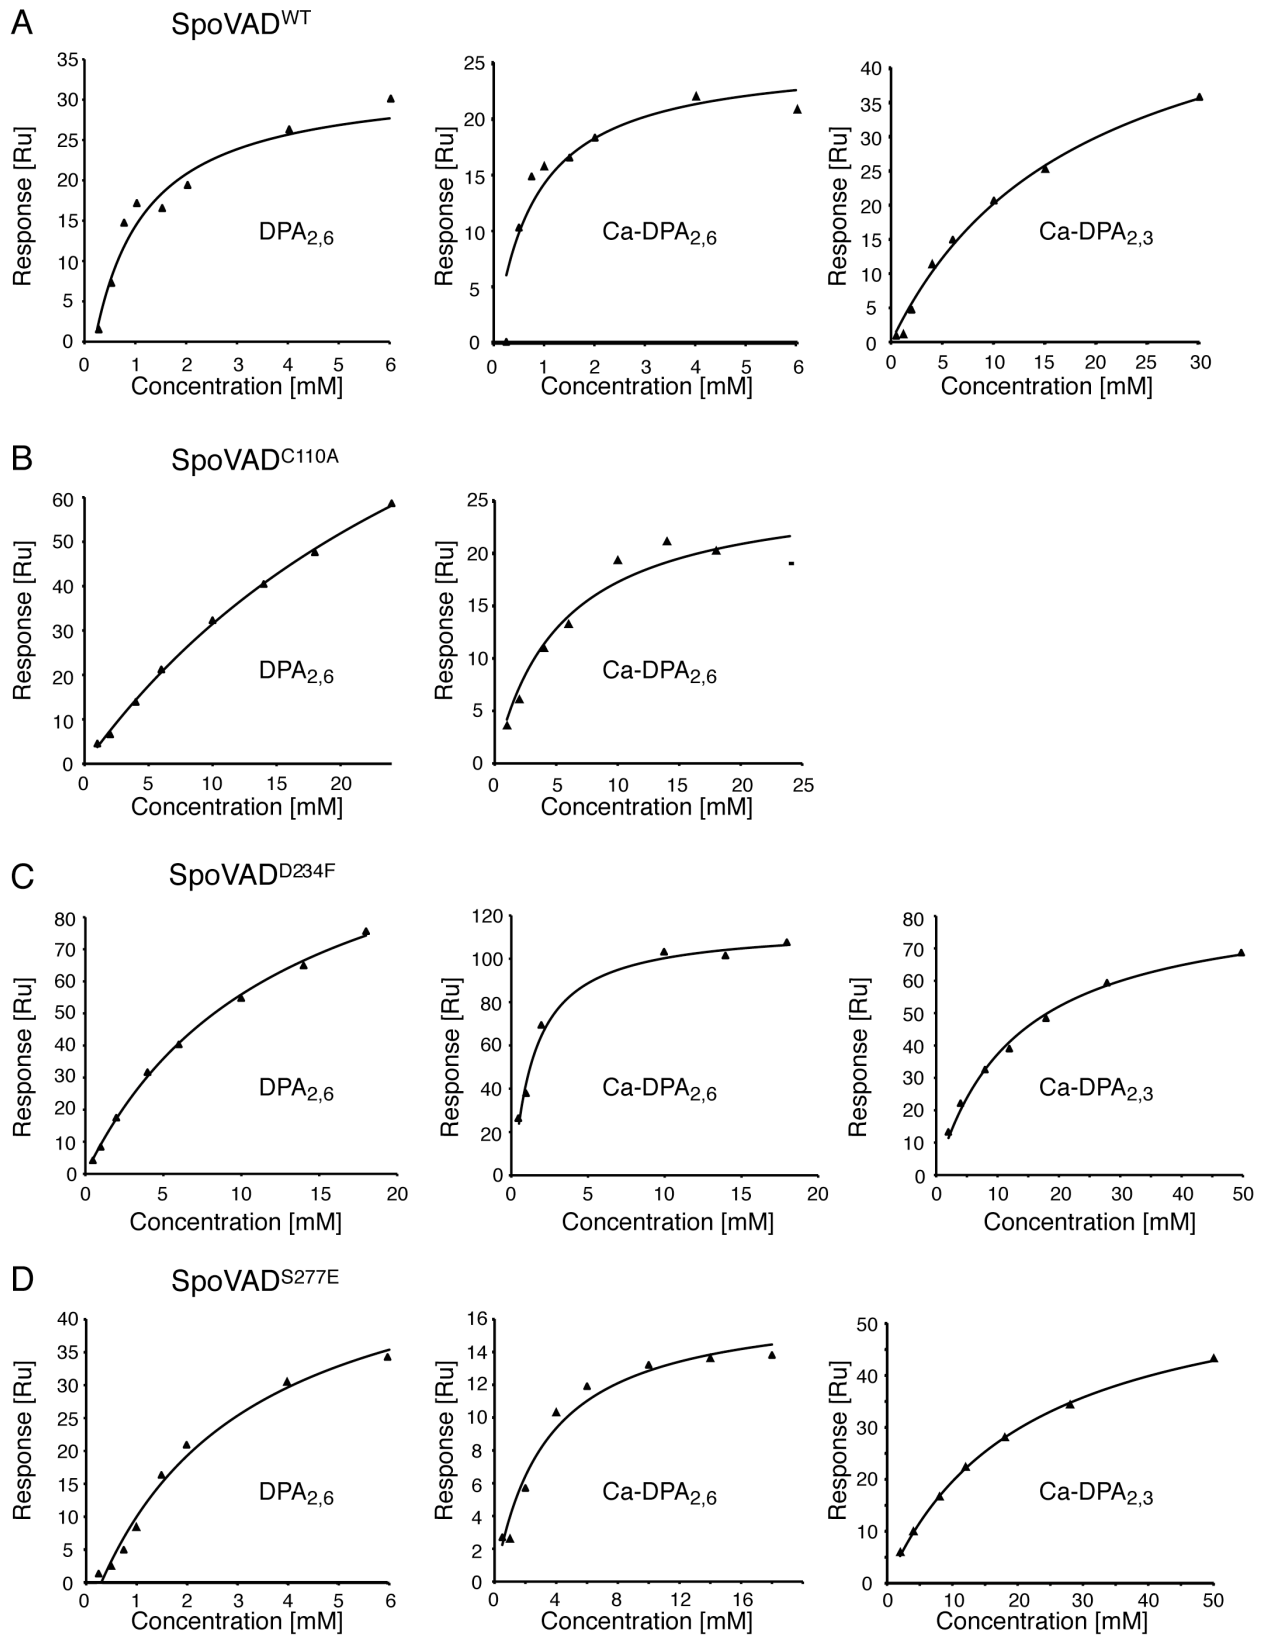 A SpoVAD^WT
Response [Ru]
35
30
25
20
15
10
5
0
DPA2,6
0 1 2 3 4 5 6
Concentration [mM]
Response [Ru]
25
20
15
10
5
0
Ca-DPA2,6
0 1 2 3 4 5 6
Concentration [mM]
Response [Ru]
40
35
30
25
20
15
10
5
0
Ca-DPA2,3
0 5 10 15 20 25 30
Concentration [mM]
B SpoVAD^C110A
Response [Ru]
60
50
40
30
20
10
0
DPA2,6
0 5 10 15 20
Concentration [mM]
Response [Ru]
25
20
15
10
5
0
Ca-DPA2,6
0 5 10 15 20 25
Concentration [mM]
C SpoVAD^D234F
Response [Ru]
80
70
60
50
40
30
20
10
0
DPA2,6
0 5 10 15 20
Concentration [mM]
Response [Ru]
120
100
80
60
40
20
0
Ca-DPA2,6
0 5 10 15 20
Concentration [mM]
Response [Ru]
80
70
60
50
40
30
20
10
0
Ca-DPA2,3
0 10 20 30 40 50
Concentration [mM]
D SpoVAD^S277E
Response [Ru]
40
35
30
25
20
15
10
5
0
DPA2,6
0 1 2 3 4 5 6
Concentration [mM]
Response [Ru]
16
14
12
10
8
6
4
2
0
Ca-DPA2,6
0 4 8 12 16
Concentration [mM]
Response [Ru]
50
40
30
20
10
0
Ca-DPA2,3
0 10 20 30 40 50
Concentration [mM]